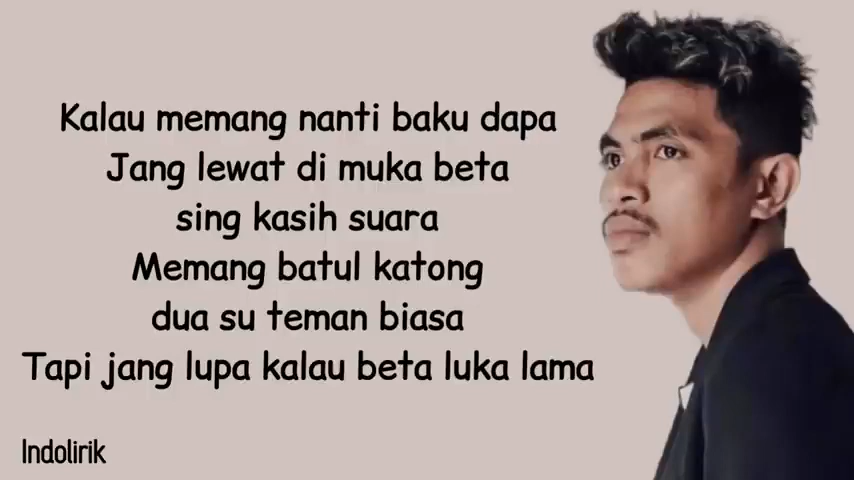 Kalau memang nanti baku dapa
Jang lewat di muka beta
sing kasih suara
Memang batul katong
dua su teman biasa
Tapi jang lupa kalau beta luka lama
Indolirik